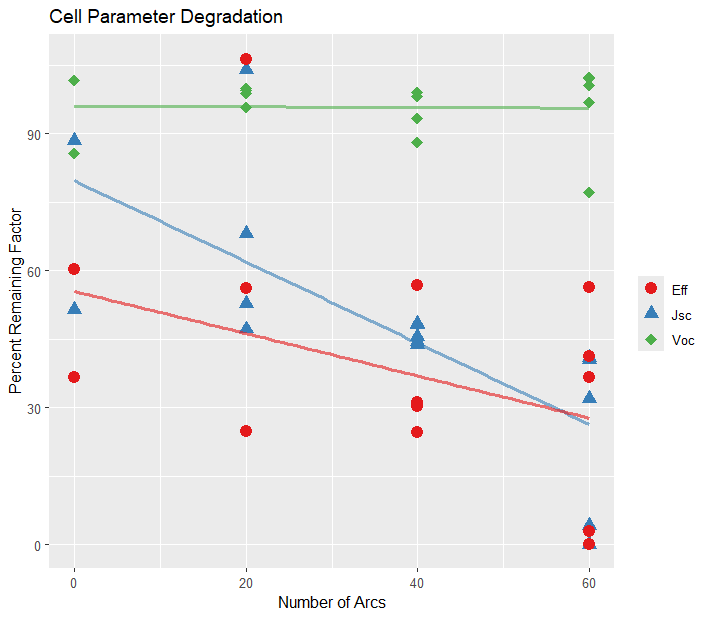 Cell Parameter Degradation
Percent Remaining Factor
90
60
30
0
0 20 40 60
Number of Arcs
Eff
Jsc
Voc